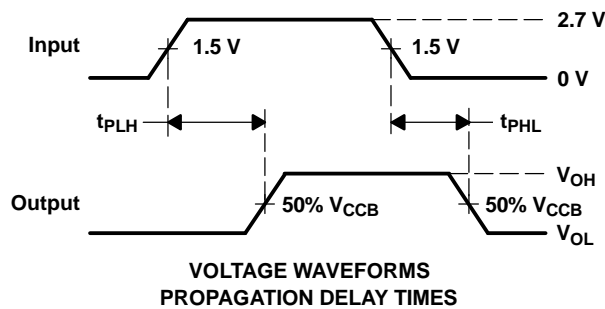 2.7 V
Input
1.5 V
1.5 V
0 V
tPLH
tPHL
VOH
Output
50% VCCB
50% VCCB
VOL
VOLTAGE WAVEFORMS
PROPAGATION DELAY TIMES